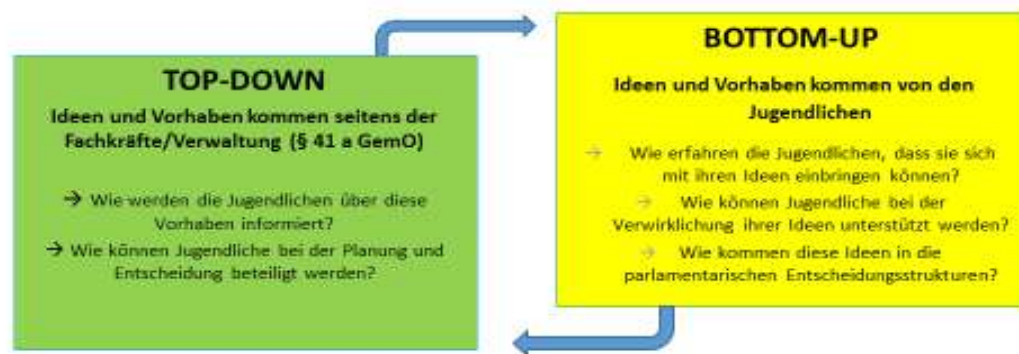 TOP-DOWN
Ideen und Vorhaben kommen seitens der
Fachkräfte/Verwaltung (§ 41 a GemO)
→ Wie werden die Jugendlichen über diese
Vorhaben informiert?
→ Wie können Jugendliche bei der Planung und
Entscheidung beteiligt werden?
BOTTOM-UP
Ideen und Vorhaben kommen von den
Jugendlichen
→ Wie erfahren die Jugendlichen, dass sie sich
mit ihren Ideen einbringen können?
→ Wie können Jugendliche bei der
Verwirklichung ihrer Ideen unterstützt werden?
→ Wie kommen diese Ideen in die
parlamentarischen Entscheidungsstrukturen?